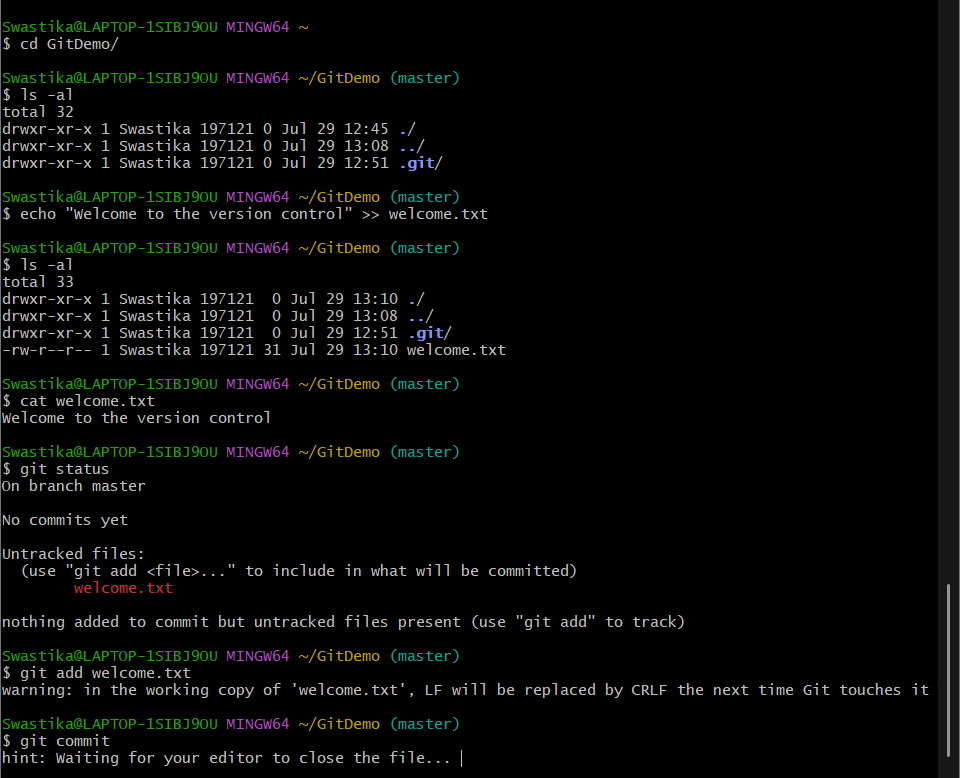 Swastika@LAPTOP-1SIBJ9OU MINGW64 ~
$ cd GitDemo/
Swastika@LAPTOP-1SIBJ9OU MINGW64 ~/GitDemo (master)
$ ls -al
total 32
drwxr-xr-x 1 Swastika 197121 0 Jul 29 12:45 ./
drwxr-xr-x 1 Swastika 197121 0 Jul 29 13:08 ../
drwxr-xr-x 1 Swastika 197121 0 Jul 29 12:51 .git/
Swastika@LAPTOP-1SIBJ9OU MINGW64 ~/GitDemo (master)
$ echo "Welcome to the version control" >> welcome.txt
Swastika@LAPTOP-1SIBJ9OU MINGW64 ~/GitDemo (master)
$ ls -al
total 33
drwxr-xr-x 1 Swastika 197121  0 Jul 29 13:10 ./
drwxr-xr-x 1 Swastika 197121  0 Jul 29 13:08 ../
drwxr-xr-x 1 Swastika 197121  0 Jul 29 12:51 .git/
-rw-r--r-- 1 Swastika 197121 31 Jul 29 13:10 welcome.txt
Swastika@LAPTOP-1SIBJ9OU MINGW64 ~/GitDemo (master)
$ cat welcome.txt
Welcome to the version control
Swastika@LAPTOP-1SIBJ9OU MINGW64 ~/GitDemo (master)
$ git status
On branch master
No commits yet
Untracked files:
  (use "git add <file>..." to include in what will be committed)
        welcome.txt
nothing added to commit but untracked files present (use "git add" to track)
Swastika@LAPTOP-1SIBJ9OU MINGW64 ~/GitDemo (master)
$ git add welcome.txt
warning: in the working copy of 'welcome.txt', LF will be replaced by CRLF the next time Git touches it
Swastika@LAPTOP-1SIBJ9OU MINGW64 ~/GitDemo (master)
$ git commit
hint: Waiting for your editor to close the file...